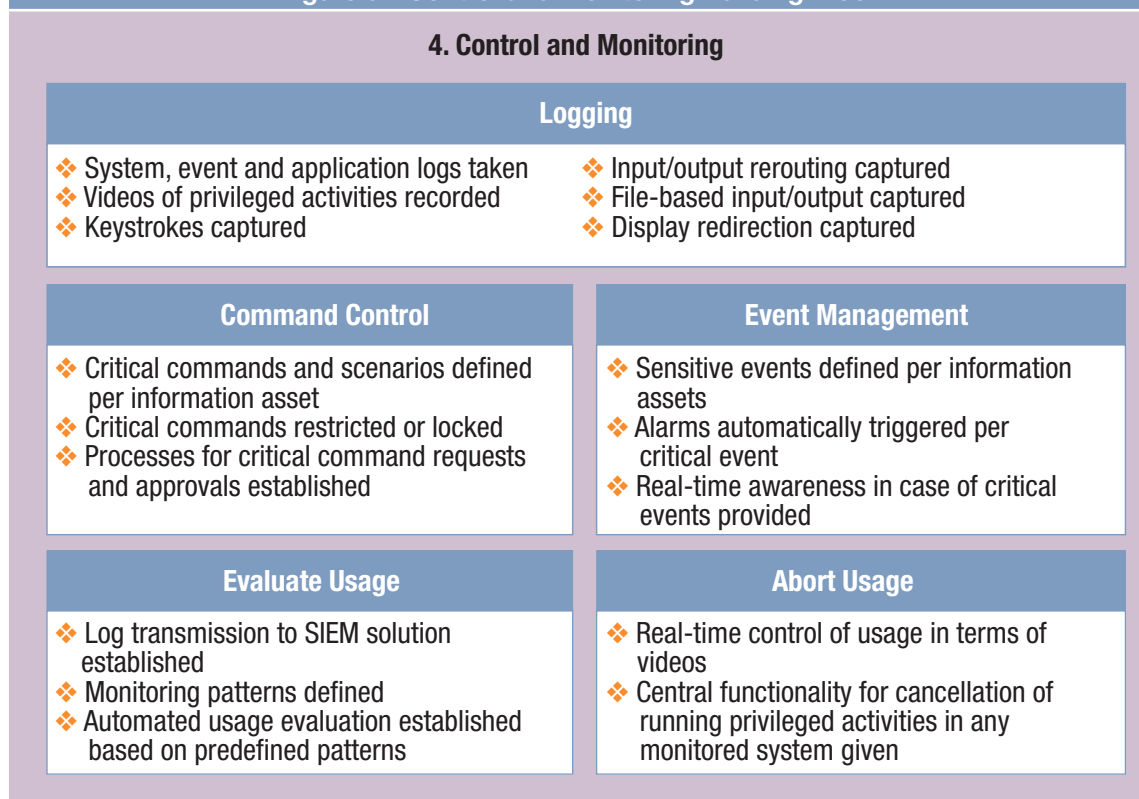 4. Control and Monitoring
Logging
❖ System, event and application logs taken
❖ Videos of privileged activities recorded
❖ Keystrokes captured
❖ Input/output rerouting captured
❖ File-based input/output captured
❖ Display redirection captured
Command Control
❖ Critical commands and scenarios defined
per information asset
❖ Critical commands restricted or locked
❖ Processes for critical command requests
and approvals established
Event Management
❖ Sensitive events defined per information
assets
❖ Alarms automatically triggered per
critical event
❖ Real-time awareness in case of critical
events provided
Evaluate Usage
❖ Log transmission to SIEM solution
established
❖ Monitoring patterns defined
❖ Automated usage evaluation established
based on predefined patterns
Abort Usage
❖ Real-time control of usage in terms of
videos
❖ Central functionality for cancellation of
running privileged activities in any
monitored system given